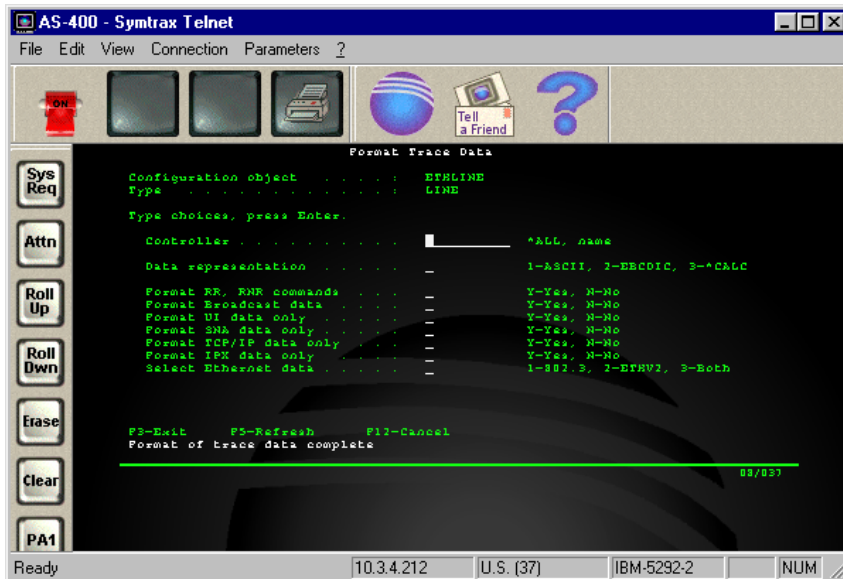 AS-400 - Symtrax Telnet
File Edit View Connection Parameters ?
ON
Tell
a Friend
Format Trace Data
Sys
Req
Configuration object . . . . . : ETHLINE
Type . . . . . . . . . . . . : LINE
Type choices, press Enter.
Attn
Controller . . . . . . . . . . *ALL, name
Data representation . . . . . 1-ASCII, 2-EBCDIC, 3-*CALC
Roll
Up
Format RR, RNR commands . . . . Y-Yes, N-No
Format Broadcast data . . . . Y-Yes, N-No
Format UI data only . . . . . Y-Yes, N-No
Format SNA data only . . . . . Y-Yes, N-No
Format TCP/IP data only . . . Y-Yes, N-No
Format IPX data only . . . . Y-Yes, N-No
Select Ethernet data . . . . . 1-802.3, 2-ETHV2, 3-Both
Roll
Dwn
Erase
F3-Exit F5-Refresh F12-Cancel
Format of trace data complete
Clear
08/037
PA1
Ready 10.3.4.212 U.S. (37) IBM-5292-2 NUM